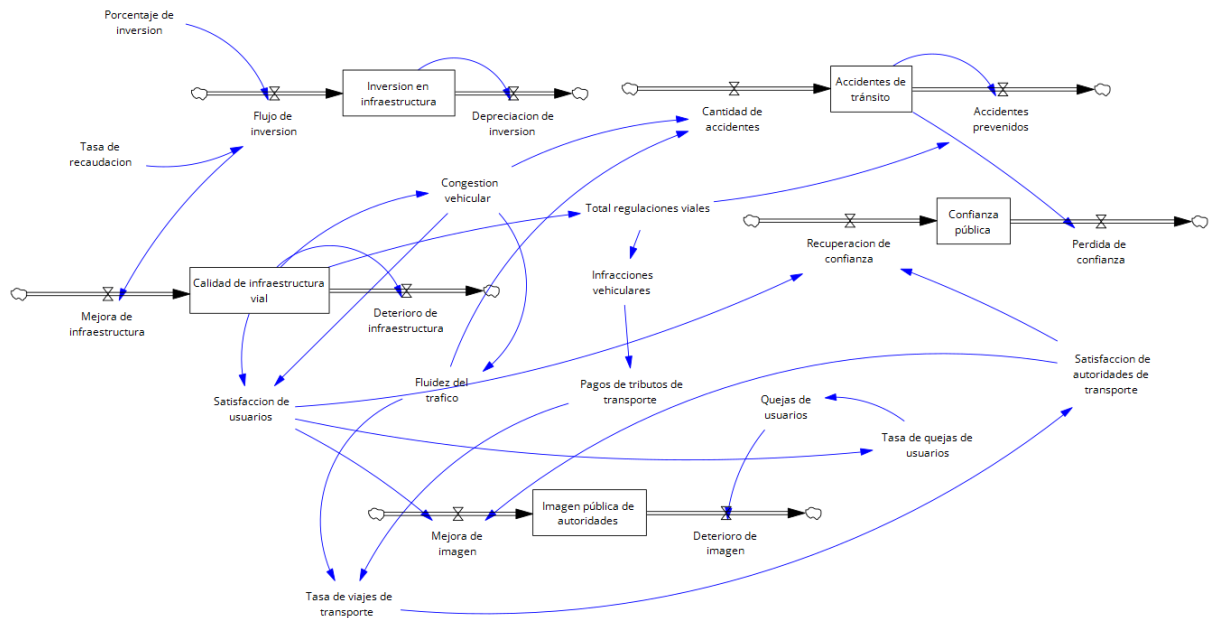 Porcentaje de
inversion
Inversion en
infraestructura
Accidentes de
tránsito
Flujo de
inversion
Depreciacion de
inversion
Cantidad de
accidentes
Accidentes
prevenidos
Tasa de
recaudacion
Congestion
vehicular
Total regulaciones viales
Confianza
pública
Recuperacion de
confianza
Perdida de
confianza
Calidad de infraestructura
vial
Infracciones
vehiculares
Mejora de
infraestructura
Deterioro de
infraestructura
Satisfaccion de
autoridades de
transporte
Satisfaccion de
usuarios
Fluidez del
trafico
Pagos de tributos de
transporte
Quejas de
usuarios
Tasa de quejas de
usuarios
Imagen pública de
autoridades
Mejora de
imagen
Deterioro de
imagen
Tasa de viajes de
transporte